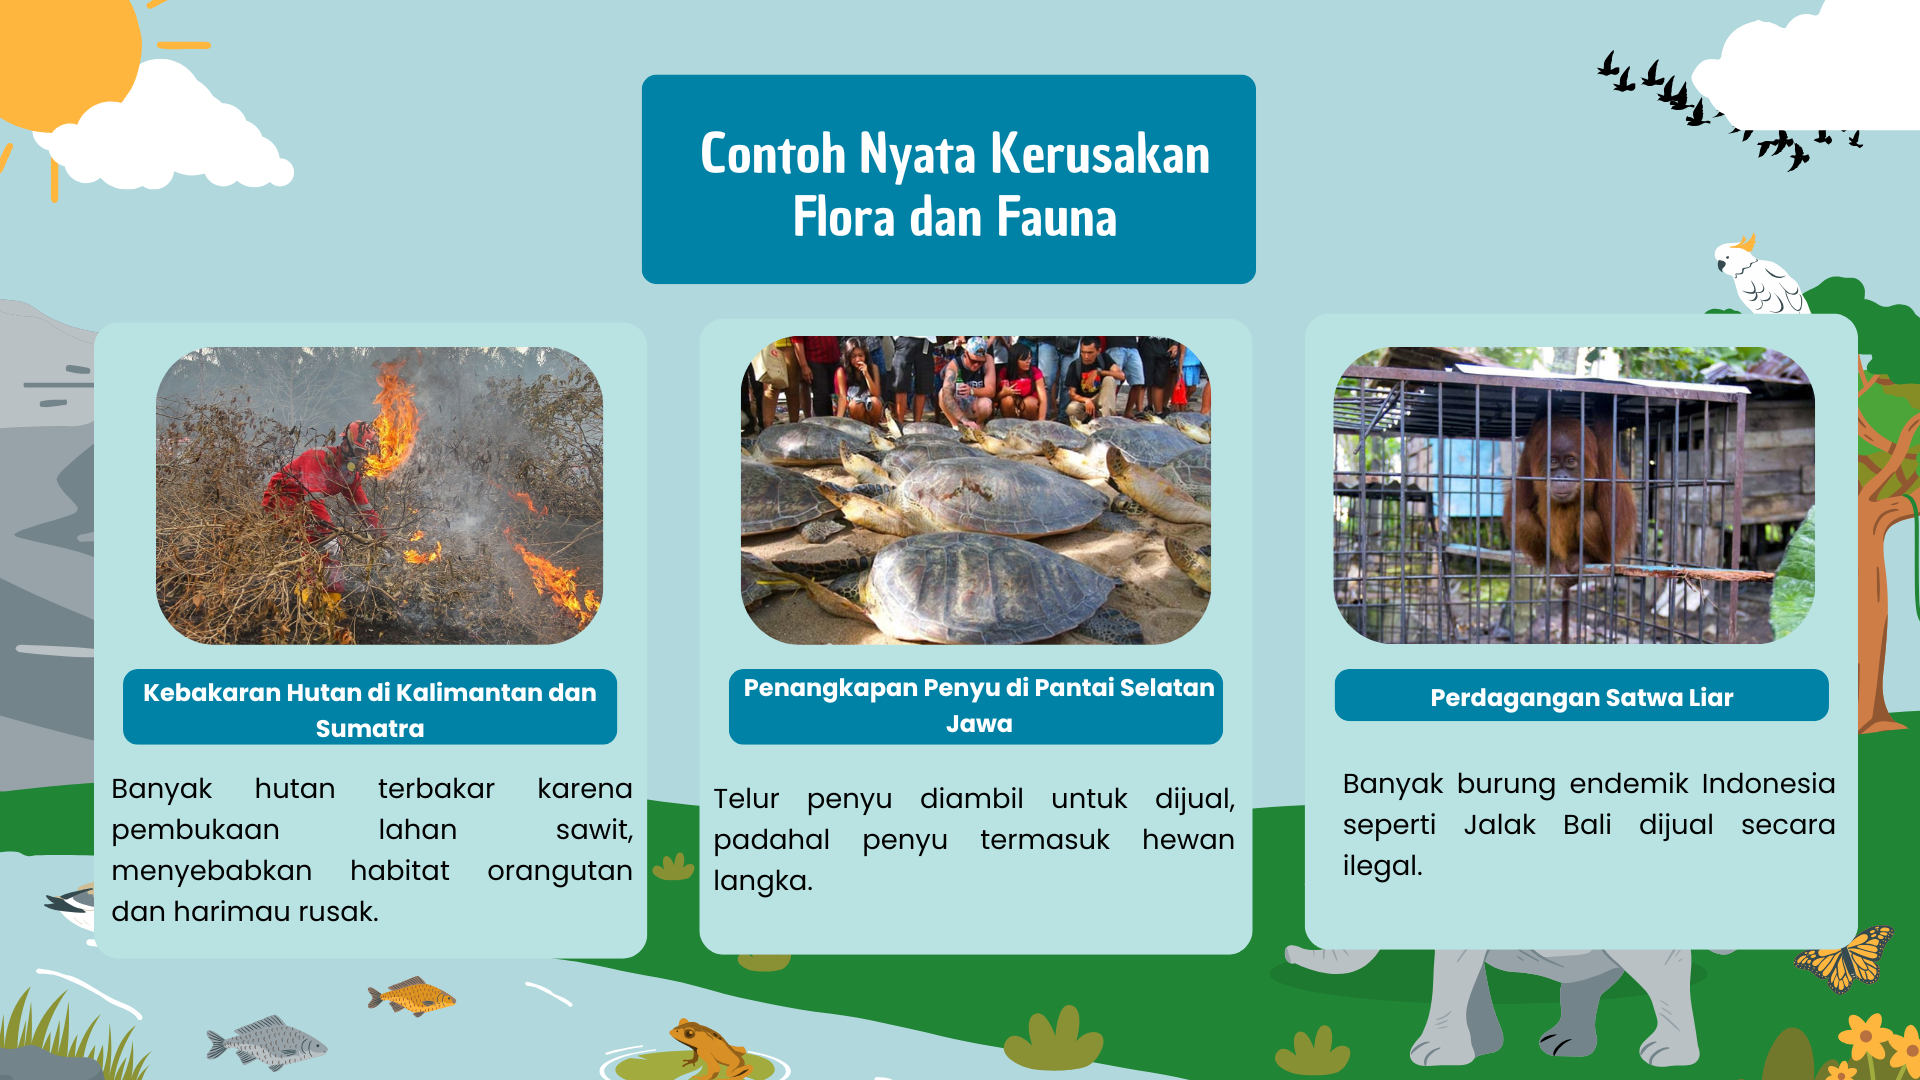 Contoh Nyata Kerusakan
Flora dan Fauna
Kebakaran Hutan di Kalimantan dan
Sumatra
Banyak hutan terbakar karena
pembukaan lahan sawit,
menyebabkan habitat orangutan
dan harimau rusak.
Penangkapan Penyu di Pantai Selatan
Jawa
Telur penyu diambil untuk dijual,
padahal penyu termasuk hewan
langka.
Perdagangan Satwa Liar
Banyak burung endemik Indonesia
seperti Jalak Bali dijual secara
ilegal.